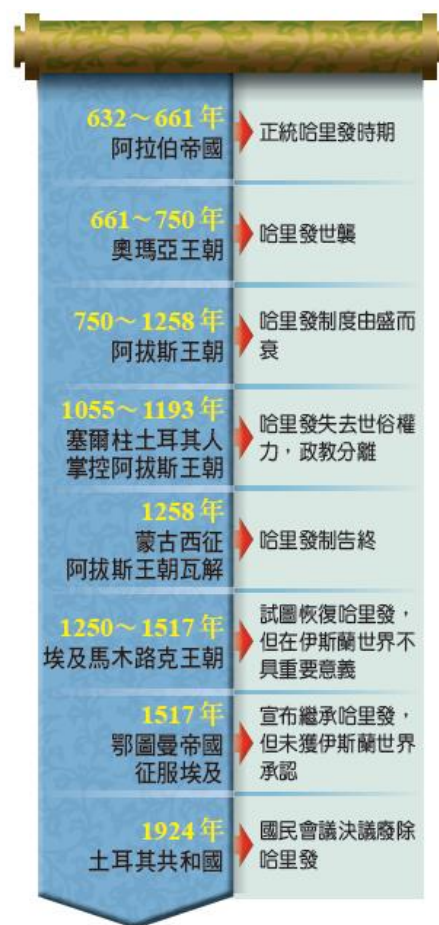 632～661 年
阿拉伯帝國
正統哈里發時期
661～750 年
奧瑪亞王朝
哈里發世襲
750～1258 年
阿拔斯王朝
哈里發制度由盛而
衰
1055～1193 年
塞爾柱土耳其人
掌控阿拔斯王朝
哈里發失去世俗權
力，政教分離
1258 年
蒙古西征
阿拔斯王朝瓦解
哈里發制告終
1250～1517 年
埃及馬木路克王朝
試圖恢復哈里發，
但在伊斯蘭世界不
具重要意義
1517 年
鄂圖曼帝國
征服埃及
宣布繼承哈里發，
但未獲伊斯蘭世界
承認
1924 年
土耳其共和國
國民會議決議廢除
哈里發